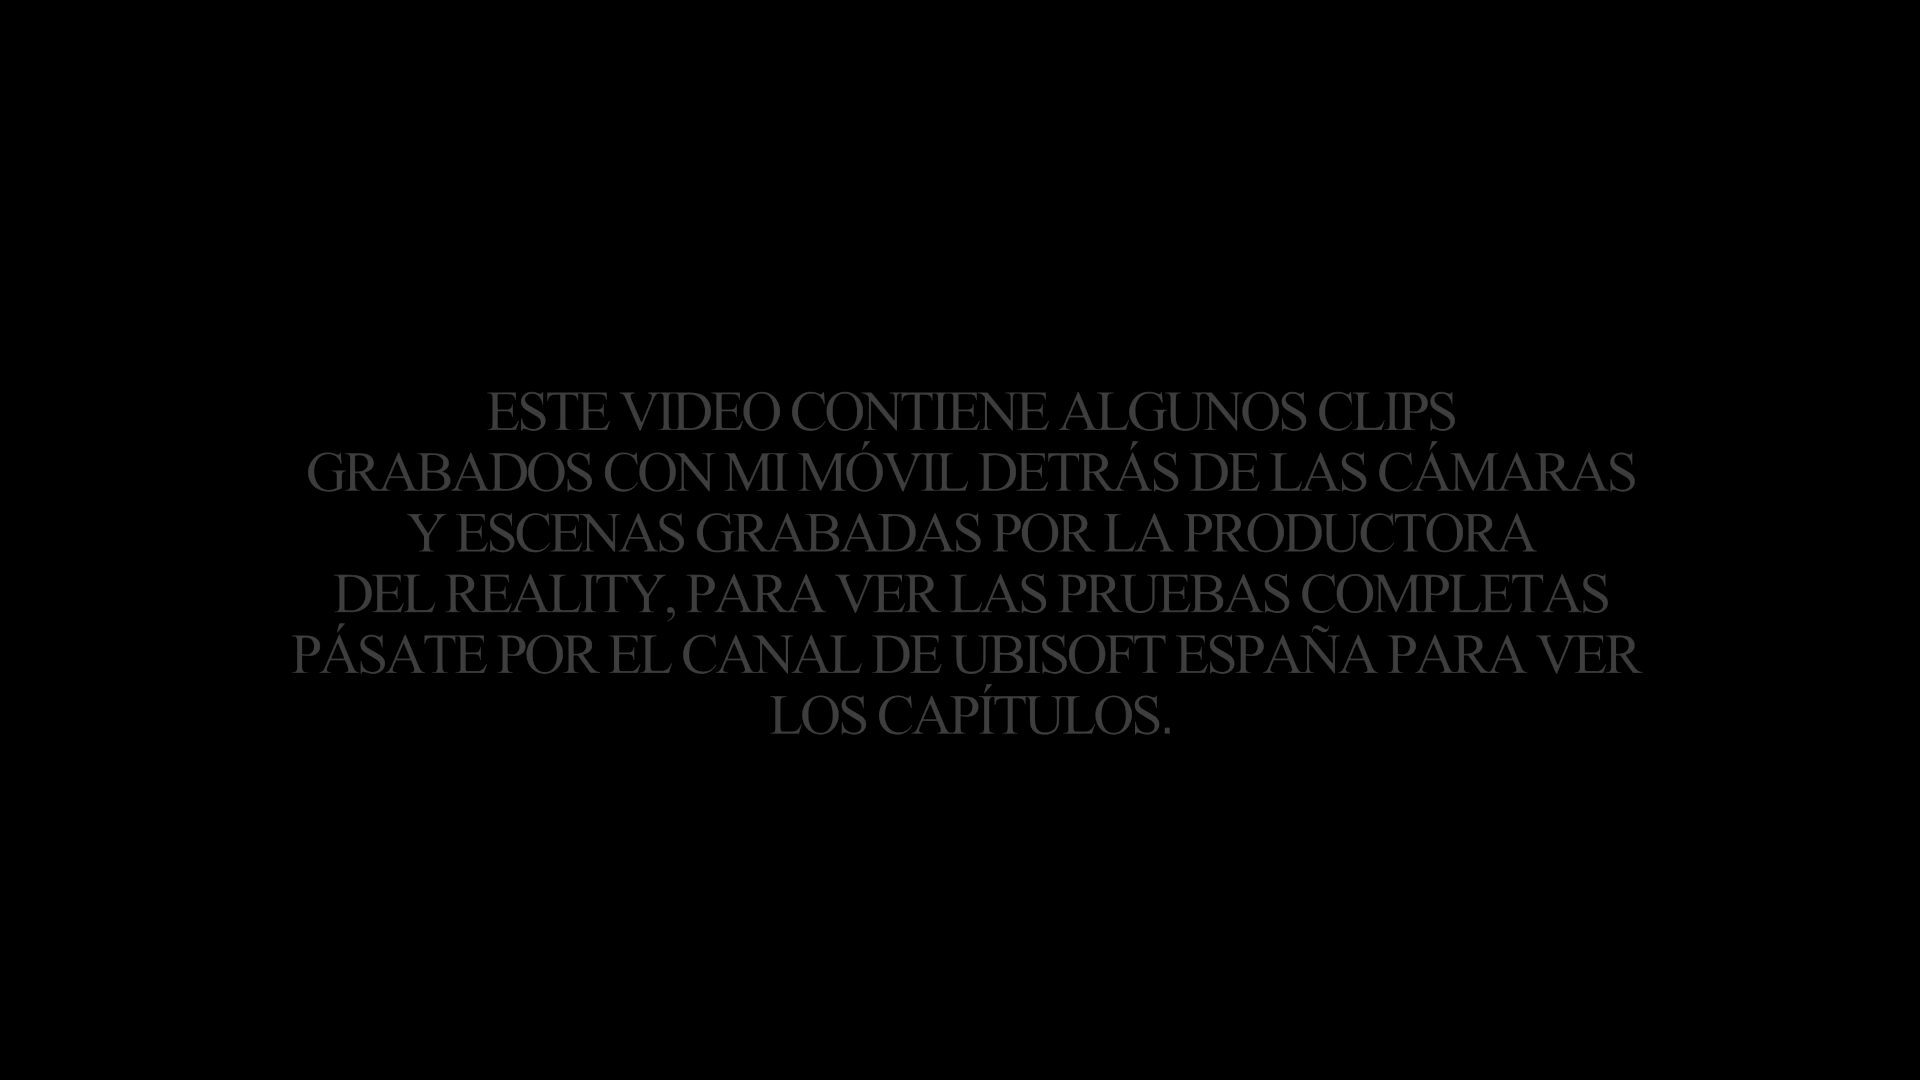 ESTE VIDEO CONTIENE ALGUNOS CLIPS
GRABADOS CON MI MÓVIL DETRÁS DE LAS CÁMARAS
Y ESCENAS GRABADAS POR LA PRODUCTORA
DEL REALITY, PARA VER LAS PRUEBAS COMPLETAS
PÁSATE POR EL CANAL DE UBISOFT ESPAÑA PARA VER
LOS CAPÍTULOS.